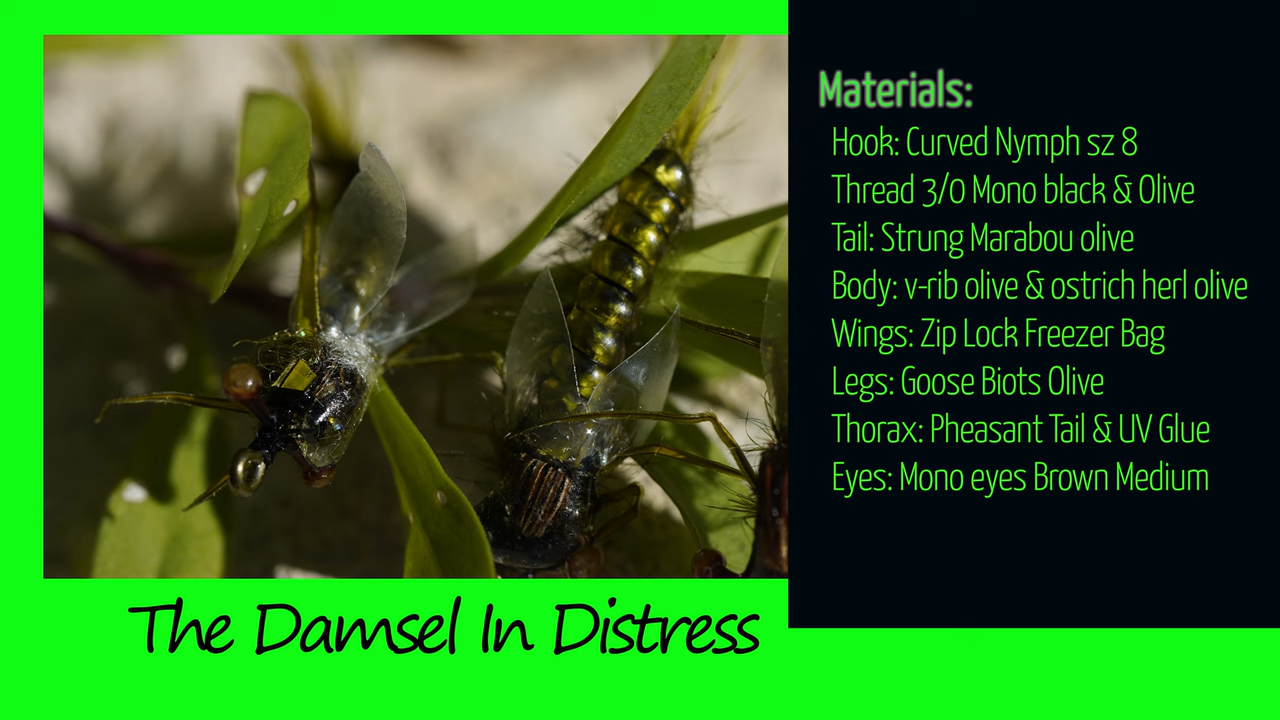 Materials:
Hook: Curved Nymph sz 8
Thread 3/0 Mono black & Olive
Tail: Strung Marabou olive
Body: v-rib olive & ostrich herl olive
Wings: Zip Lock Freezer Bag
Legs: Goose Biots Olive
Thorax: Pheasant Tail & UV Glue
Eyes: Mono eyes Brown Medium
The Damsel In Distress